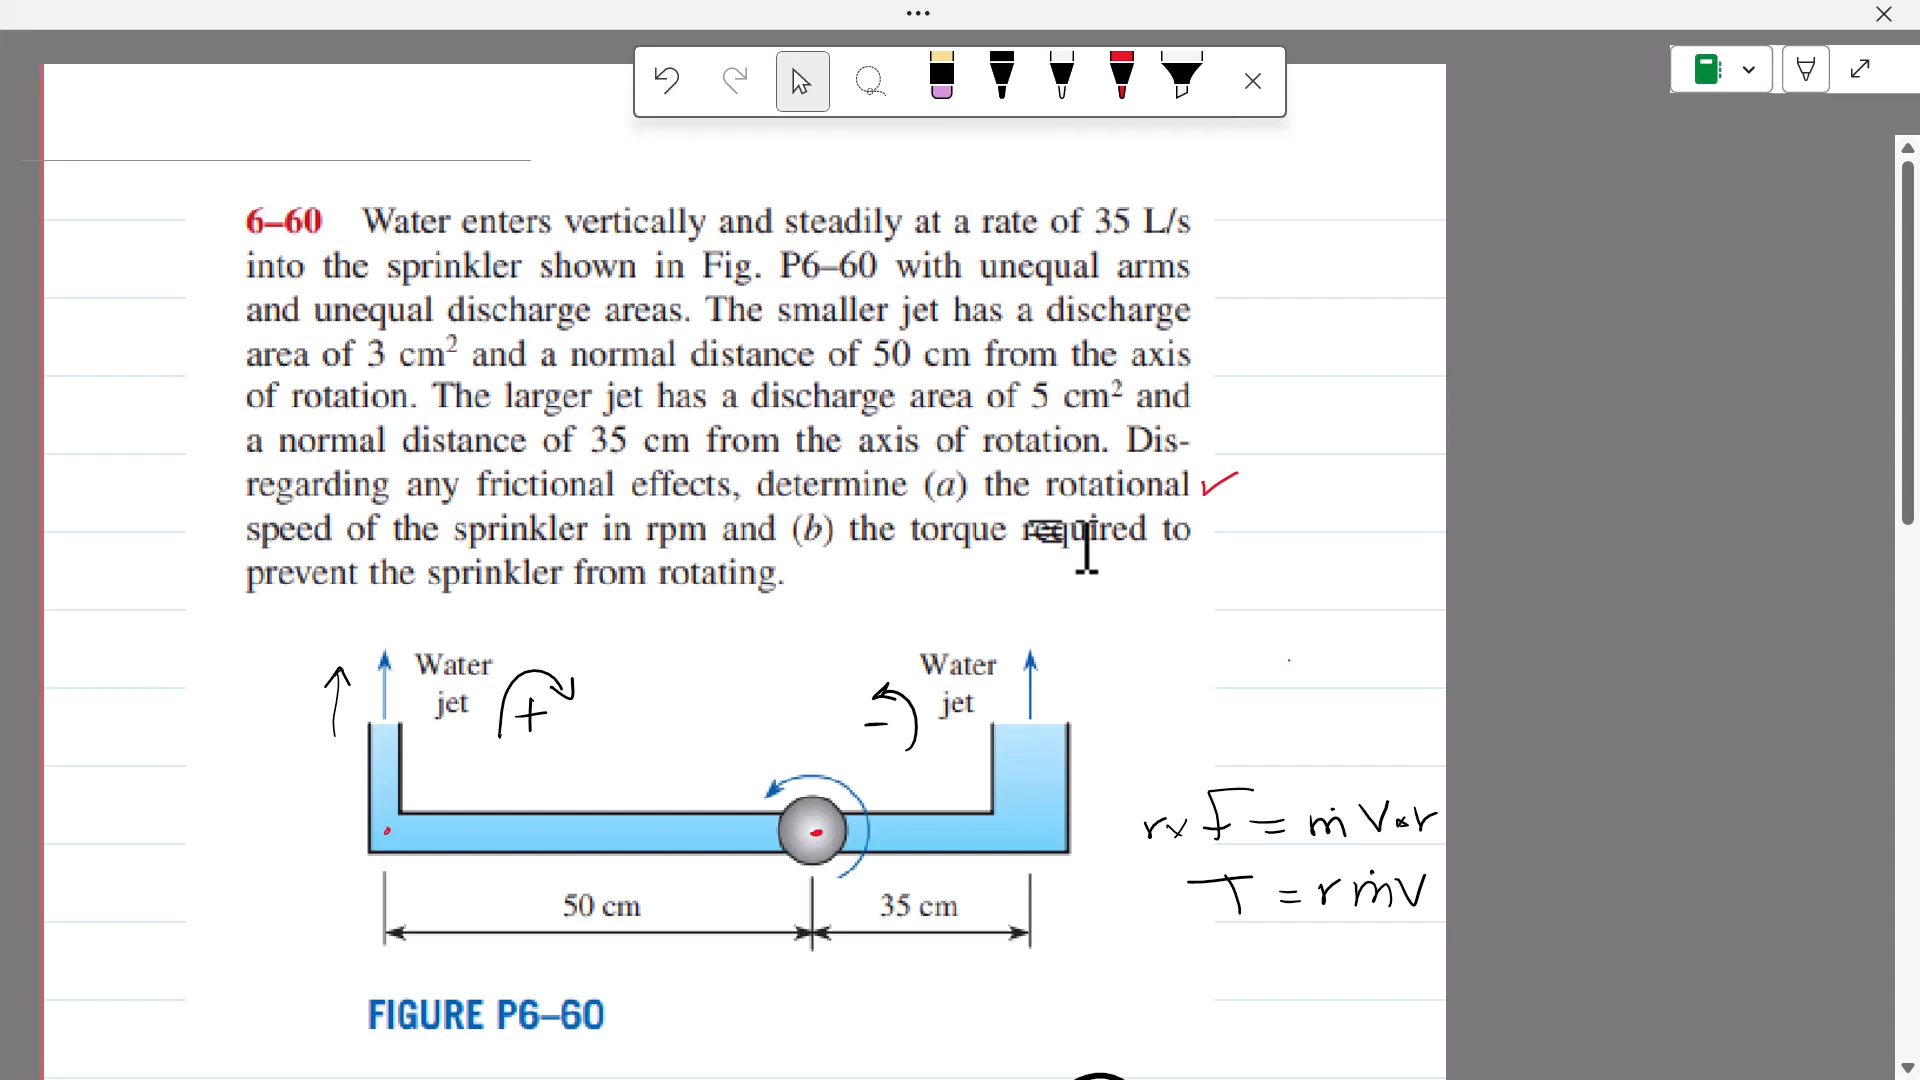 6–60 Water enters vertically and steadily at a rate of 35 L/s
into the sprinkler shown in Fig. P6–60 with unequal arms
and unequal discharge areas. The smaller jet has a discharge
area of 3 cm² and a normal distance of 50 cm from the axis
of rotation. The larger jet has a discharge area of 5 cm² and
a normal distance of 35 cm from the axis of rotation. Dis-
regarding any frictional effects, determine (a) the rotational
speed of the sprinkler in rpm and (b) the torque required to
prevent the sprinkler from rotating.
Water
jet
+
Water
jet
−
r×F = ṁV×r
T = rṁV
50 cm
35 cm
FIGURE P6–60